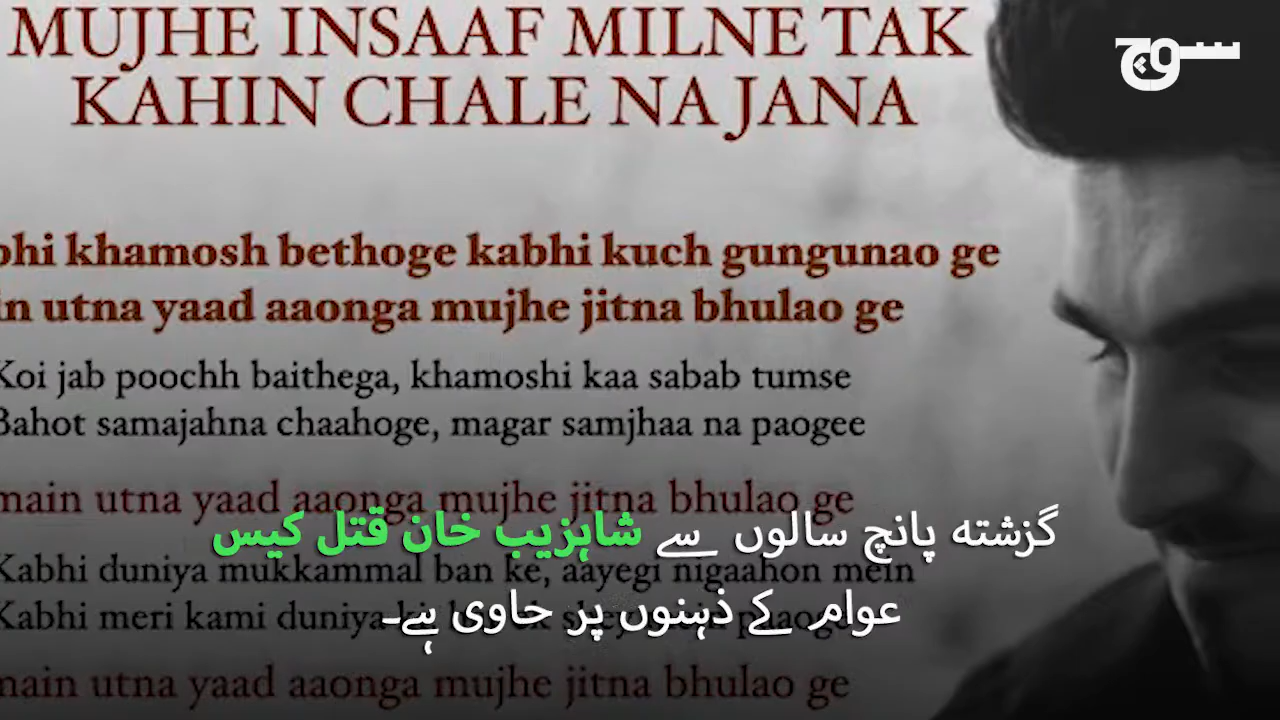 سوچ
MUJHE INSAAF MILNE TAK
KAHIN CHALE NA JANA
bhi khamosh bethoge kabhi kuch gungunao ge
in utna yaad aaonga mujhe jitna bhulao ge
Koi jab poochh baithega, khamoshi kaa sabab tumse
Bahot samajahna chaahoge, magar samjhaa na paogee
main utna yaad aaonga mujhe jitna bhulao ge
گزشتہ پانچ سالوں سے شاہزیب خان قتل کیس
Kabhi duniya mukkammal ban ke, aayegi nigaahon mein
عوام کے ذہنوں پر حاوی ہے۔
Kabhi meri kami duniya
main utna yaad aaonga mujhe jitna bhulao ge